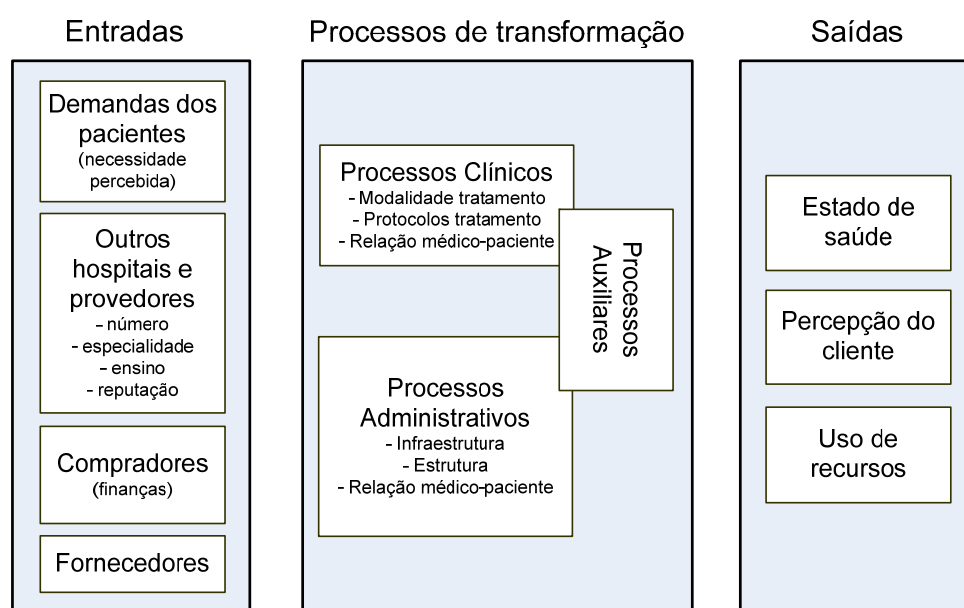 Entradas
Demandas dos
pacientes
(necessidade
percebida)
Outros
hospitais e
provedores
- número
- especialidade
- ensino
- reputação
Compradores
(finanças)
Fornecedores
Processos de transformação
Processos Clínicos
- Modalidade tratamento
- Protocolos tratamento
- Relação médico-paciente
Processos
Auxiliares
Processos
Administrativos
- Infraestrutura
- Estrutura
- Relação médico-paciente
Saídas
Estado de
saúde
Percepção do
cliente
Uso de
recursos